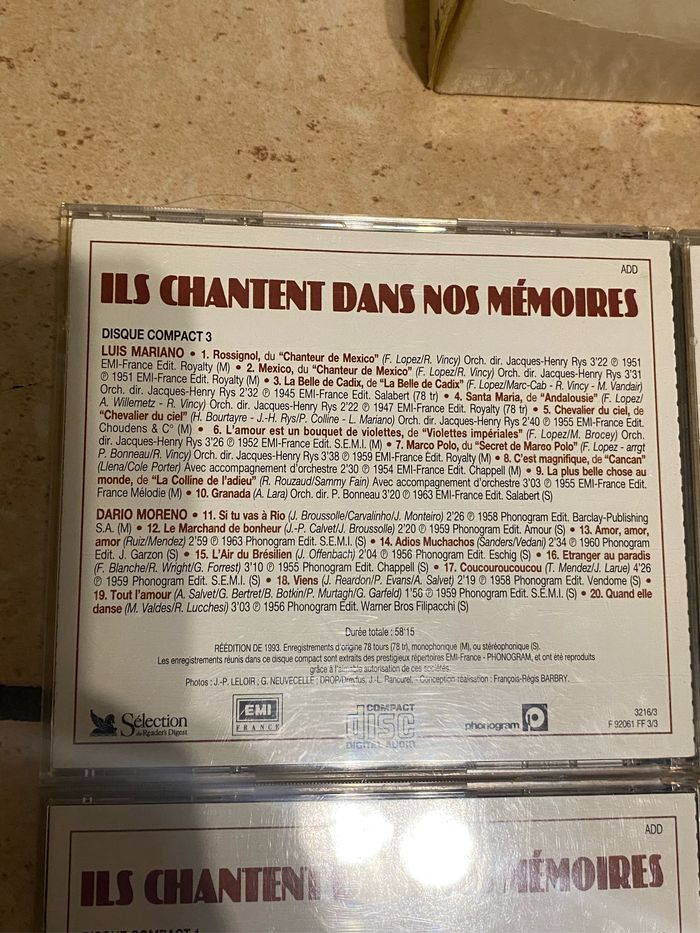 ADD
ILS CHANTENT DANS NOS MÉMOIRES
DISQUE COMPACT 3
LUIS MARIANO • 1. Rossignol, du “Chanteur de Mexico” (F. Lopez/R. Vincy) Orch. dir. Jacques-Henry Rys 3'22 ℗ 1951
EMI-France Edit. Royalty (M) • 2. Mexico, du “Chanteur de Mexico” (F. Lopez/R. Vincy) Orch. dir. Jacques-Henry Rys 3'31
℗ 1951 EMI-France Edit. Royalty (M) • 3. La Belle de Cadix, de “La Belle de Cadix” (F. Lopez/Marc-Cab - R. Vincy - M. Vandair)
Orch. dir. Jacques-Henry Rys 2'32 ℗ 1945 EMI-France Edit. Salabert (78 tr) • 4. Santa Maria, de “Andalousie” (F. Lopez/
A. Willemetz - R. Vincy) Orch. dir. Jacques-Henry Rys 2'22 ℗ 1947 EMI-France Edit. Royalty (78 tr) • 5. Chevalier du ciel, de
“Chevalier du ciel” (H. Bourtayre - J.-H. Rys/P. Colline - L. Mariano) Orch. dir. Jacques-Henry Rys 2'40 ℗ 1955 EMI-France Edit.
Choudens & C° (M) • 6. L'amour est un bouquet de violettes, de “Violettes impériales” (F. Lopez/M. Brocey) Orch.
dir. Jacques-Henry Rys 3'26 ℗ 1952 EMI-France Edit. S.E.M.I. (M) • 7. Marco Polo, du “Secret de Marco Polo” (F. Lopez - arrgt
P. Bonneau/R. Vincy) Orch. dir. Jacques-Henry Rys 3'38 ℗ 1959 EMI-France Edit. Royalty (M) • 8. C'est magnifique, de “Cancan”
(Llena/Cole Porter) Avec accompagnement d'orchestre 2'30 ℗ 1954 EMI-France Edit. Chappell (M) • 9. La plus belle chose au
monde, de “La Colline de l'adieu” (R. Rouzaud/Sammy Fain) Avec accompagnement d'orchestre 3'03 ℗ 1955 EMI-France Edit.
France Mélodie (M) • 10. Granada (A. Lara) Orch. dir. P. Bonneau 3'20 ℗ 1963 EMI-France Edit. Salabert (S)
DARIO MORENO • 11. Si tu vas à Rio (J. Broussolle/Carvalinho/J. Monteiro) 2'26 ℗ 1958 Phonogram Edit. Barclay-Publishing
S.A. (M) • 12. Le Marchand de bonheur (J.-P. Calvet/J. Broussolle) 2'20 ℗ 1959 Phonogram Edit. Amour (S) • 13. Amor, amor,
amor (Ruiz/Mendez) 2'59 ℗ 1963 Phonogram Edit. S.E.M.I. (S) • 14. Adios Muchachos (Sanders/Vedani) 2'34 ℗ 1960 Phonogram
Edit. J. Garzon (S) • 15. L'Air du Brésilien (J. Offenbach) 2'04 ℗ 1956 Phonogram Edit. Eschig (S) • 16. Etranger au paradis
(F. Blanche/R. Wright/G. Forrest) 3'10 ℗ 1955 Phonogram Edit. Chappell (S) • 17. Coucouroucoucou (T. Mendez/J. Larue) 4'26
℗ 1959 Phonogram Edit. S.E.M.I. (S) • 18. Viens (J. Reardon/P. Evans/A. Salvet) 2'19 ℗ 1958 Phonogram Edit. Vendome (S) •
19. Tout l'amour (A. Salvet/G. Bertret/B. Botkin/P. Murtagh/G. Garfeld) 1'56 ℗ 1959 Phonogram Edit. S.E.M.I. (S) • 20. Quand elle
danse (M. Valdes/R. Lucchesi) 3'03 ℗ 1956 Phonogram Edit. Warner Bros Filipacchi (S)
Durée totale : 58'15
RÉÉDITION DE 1993. Enregistrements d'origine 78 tours (78 tr), monophonique (M), ou stéréophonique (S).
Les enregistrements réunis dans ce disque compact sont extraits des prestigieux répertoires EMI-France - PHONOGRAM, et ont été reproduits
grâce à l'aimable autorisation de ces sociétés.
Photos : J.-P. LELOIR ; G. NEUVECELLE ; DROP/Dreyfus, J.-L. Rancurel. - Conception réalisation : François-Régis BARBRY.
Sélection
du Reader's Digest
EMI
FRANCE
COMPACT
disc
DIGITAL AUDIO
phonogram
3216/3
F 92061 FF 3/3
ADD
ILS CHANTENT MÉMOIRES